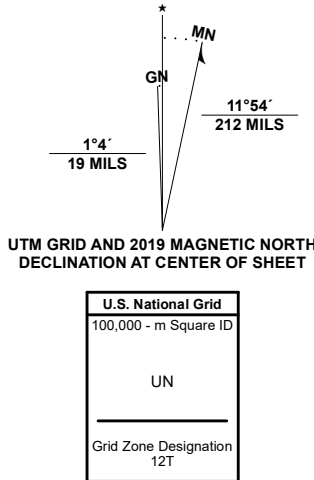 ★
MN
GN
11°54´
212 MILS
1°4´
19 MILS
UTM GRID AND 2019 MAGNETIC NORTH
DECLINATION AT CENTER OF SHEET
U.S. National Grid
100,000 - m Square ID
UN
Grid Zone Designation
12T